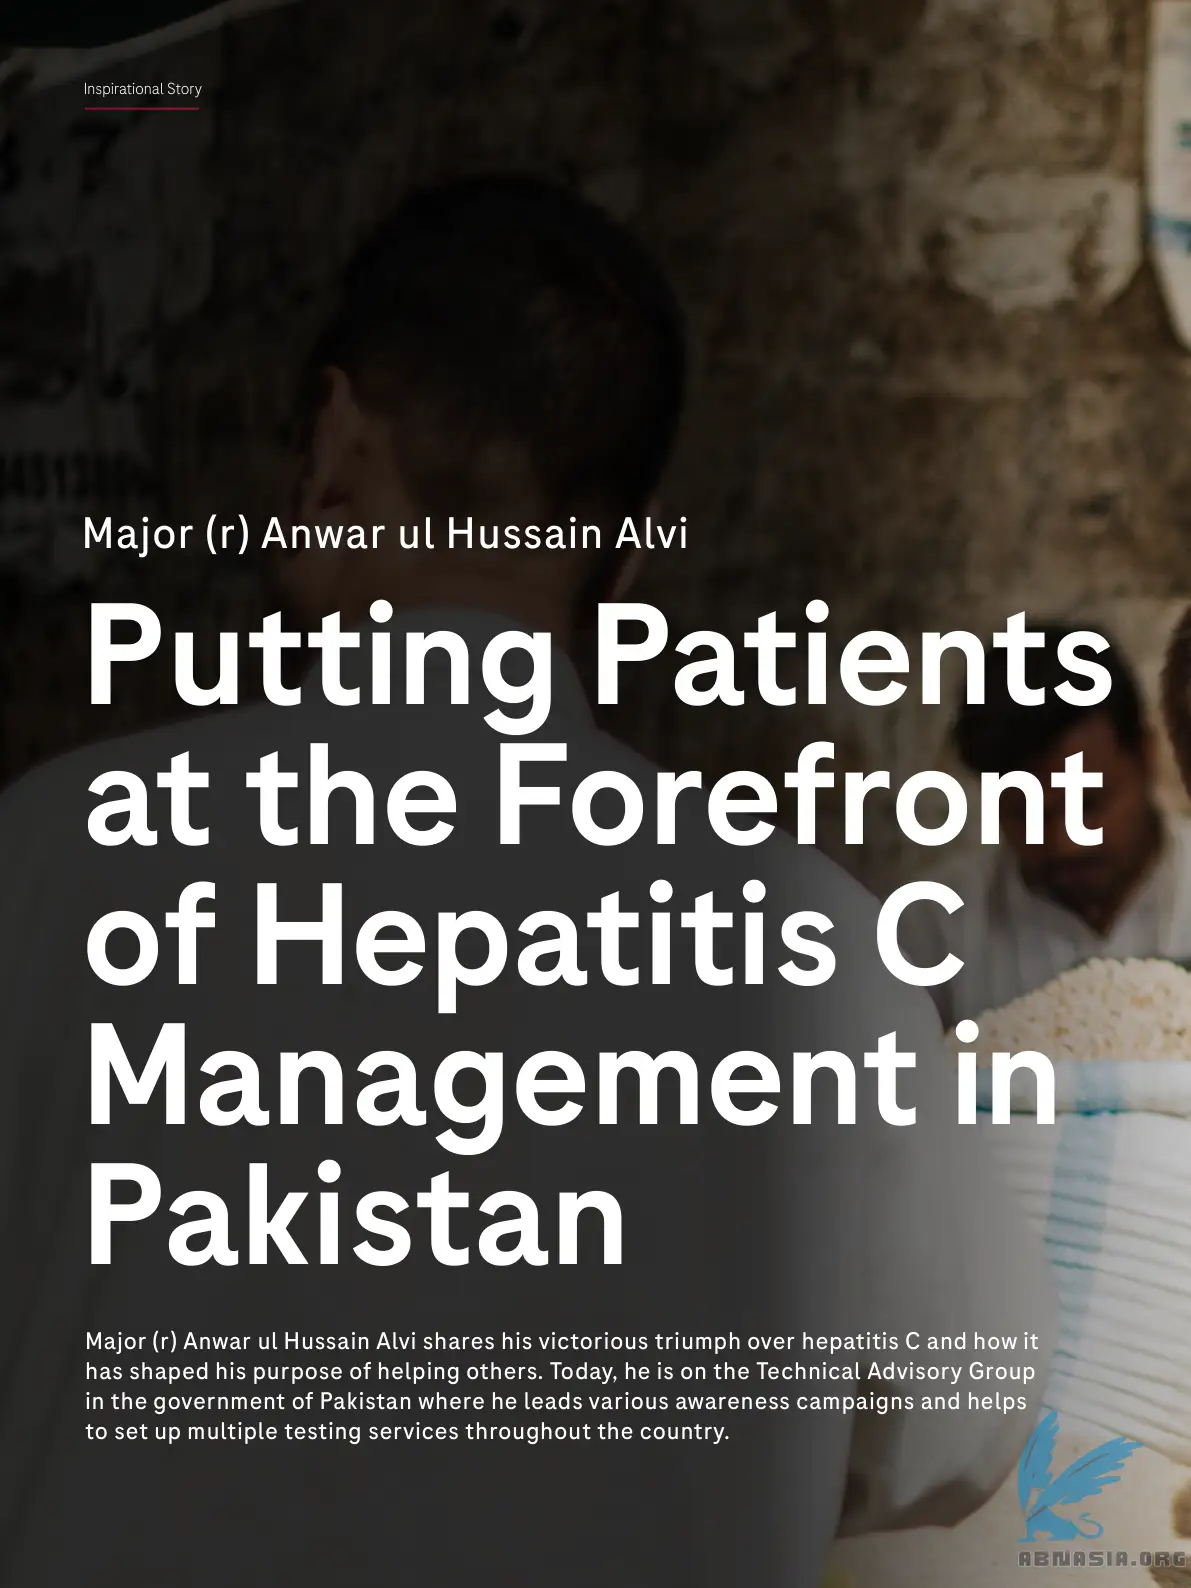 Inspirational Story
Major (r) Anwar ul Hussain Alvi
Putting Patients
at the Forefront
of Hepatitis C
Management in
Pakistan
Major (r) Anwar ul Hussain Alvi shares his victorious triumph over hepatitis C and how it
has shaped his purpose of helping others. Today, he is on the Technical Advisory Group
in the government of Pakistan where he leads various awareness campaigns and helps
to set up multiple testing services throughout the country.
ABNASIA.ORG